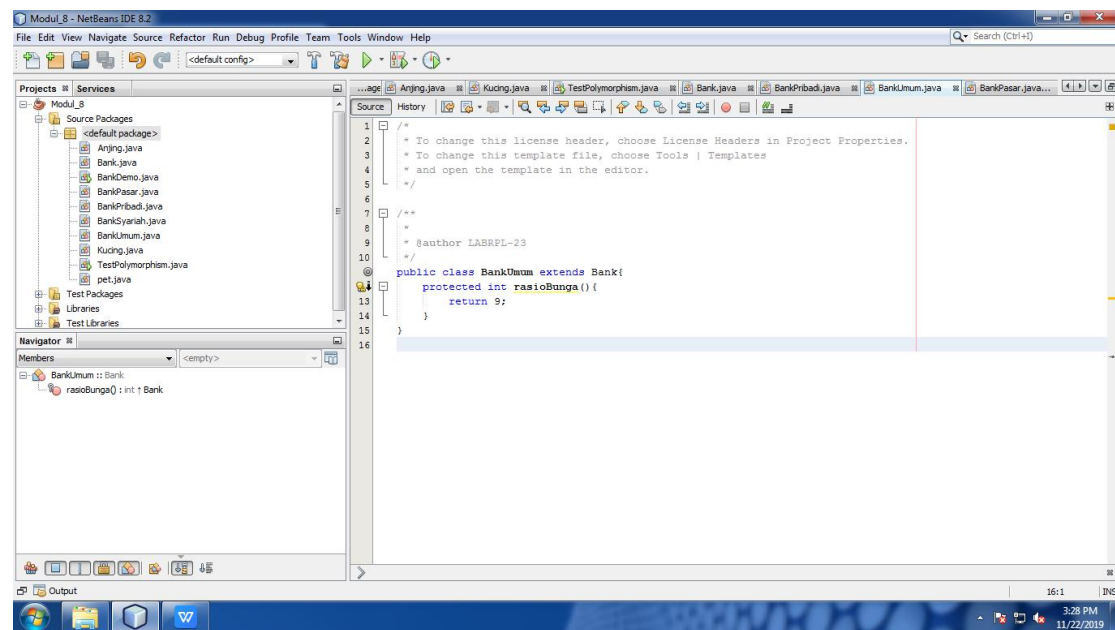 Modul_8 - NetBeans IDE 8.2
File Edit View Navigate Source Refactor Run Debug Profile Team Tools Window Help
Search (Ctrl+I)
<default config>
Projects Services
...age Anjing.java Kucing.java TestPolymorphism.java Bank.java BankPribadi.java BankUmum.java BankPasar.java...
Modul_8
Source Packages
<default package>
Anjing.java
Bank.java
BankDemo.java
BankPasar.java
BankPribadi.java
BankSyariah.java
BankUmum.java
Kucing.java
TestPolymorphism.java
pet.java
Test Packages
Libraries
Test Libraries
Navigator
Members <empty>
BankUmum :: Bank
rasioBunga() : int ↑ Bank
Source History
1 /*
2 * To change this license header, choose License Headers in Project Properties.
3 * To change this template file, choose Tools | Templates
4 * and open the template in the editor.
5 */
6
7 /**
8 *
9 * @author LABRPL-23
10 */
public class BankUmum extends Bank{
protected int rasioBunga(){
13 return 9;
14 }
15 }
16
Output
16:1 INS
W
3:28 PM
11/22/2019